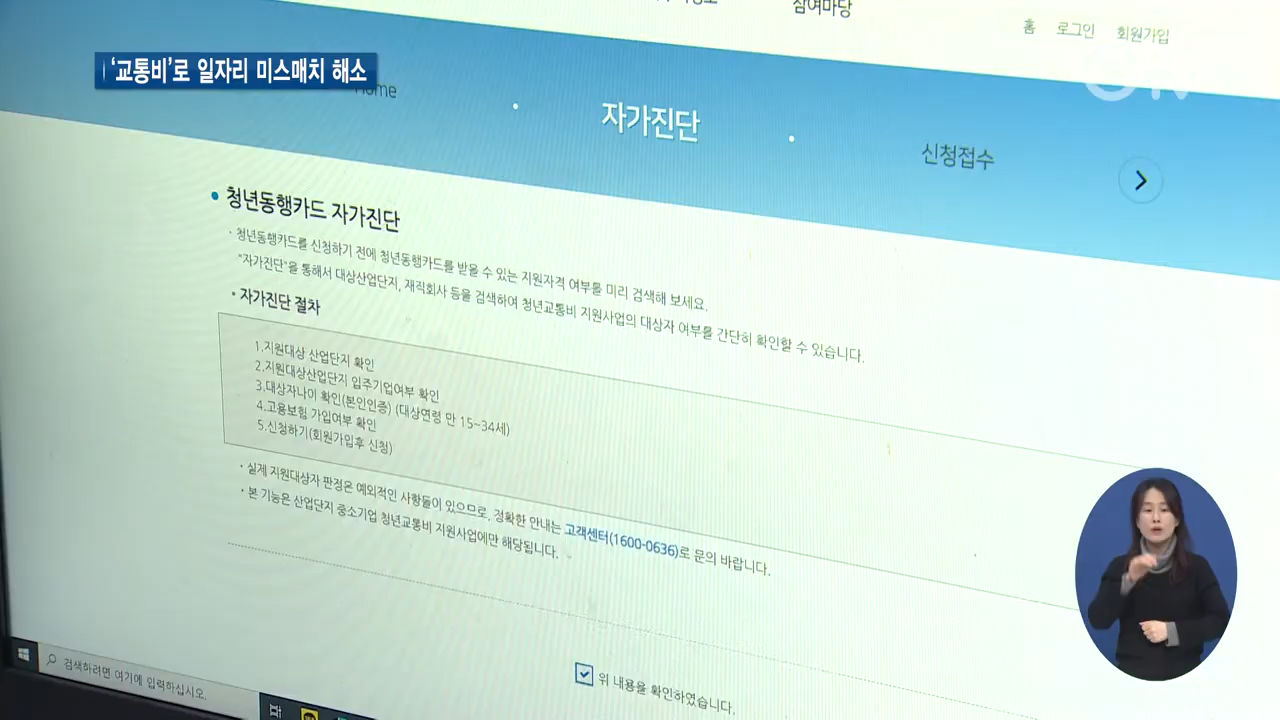 참여마당
홈 로그인 회원가입
'교통비'로 일자리 미스매치 해소
Home
자가진단
신청접수
청년동행카드 자가진단
· 청년동행카드를 신청하기 전에 청년동행카드를 받을 수 있는 지원자격 여부를 미리 검색해 보세요.
"자가진단"을 통해서 대상산업단지, 재직회사 등을 검색하여 청년교통비 지원사업의 대상자 여부를 간단히 확인할 수 있습니다.
• 자가진단 절차
1.지원대상 산업단지 확인
2.지원대상산업단지 입주기업여부 확인
3.대상자나이 확인(본인인증) (대상연령 만 15~34세)
4.고용보험 가입여부 확인
5.신청하기(회원가입후 신청)
· 실제 지원대상자 판정은 예외적인 사항들이 있으므로, 정확한 안내는 고객센터(1600-0636)로 문의 바랍니다.
· 본 기능은 산업단지 중소기업 청년교통비 지원사업에만 해당됩니다.
위 내용을 확인하였습니다.
검색하려면 여기에 입력하십시오.